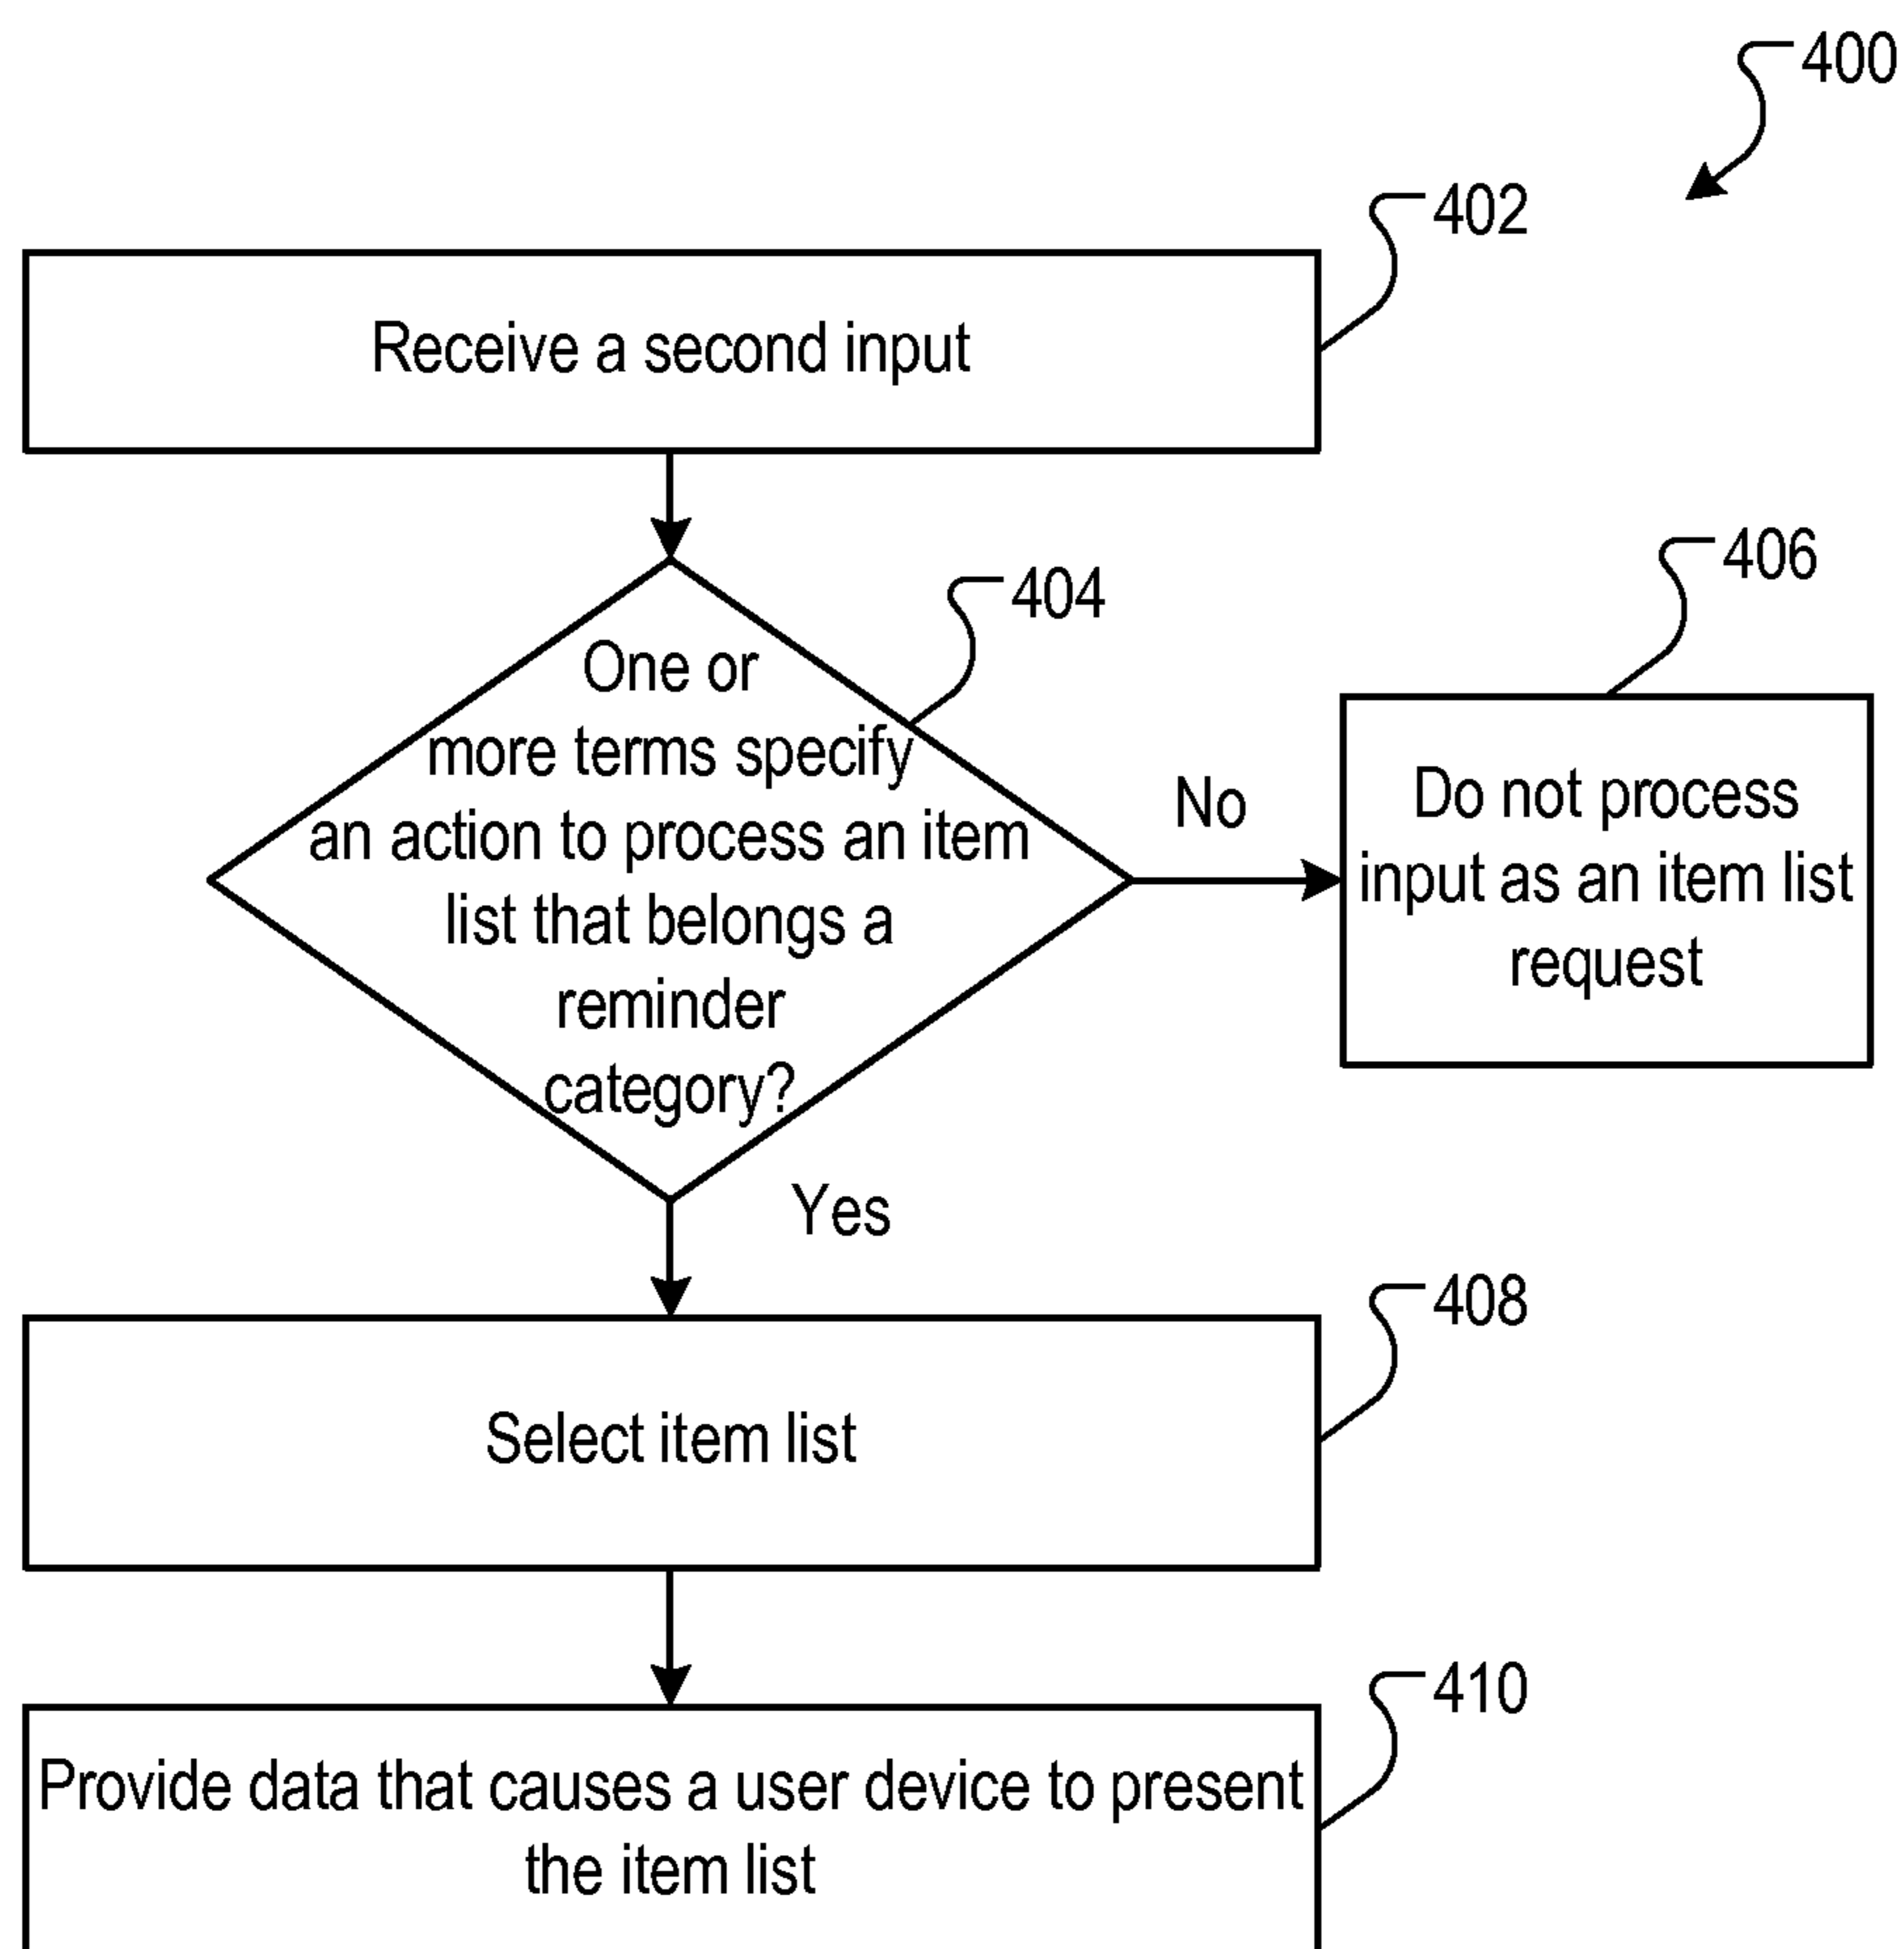 400
402
Receive a second input
404
One or
more terms specify
an action to process an item
list that belongs a
reminder
category?
No
406
Do not process
input as an item list
request
Yes
408
Select item list
410
Provide data that causes a user device to present
the item list